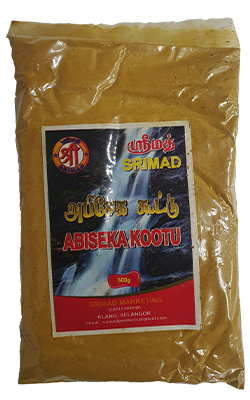 ஸ்ரீ
ஸ்ரீமத்
SRIMAD
அபிசேக கூட்டு
ABISEKA KOOTU
500g
SRIMAD MARKETING
KLANG SELANGOR